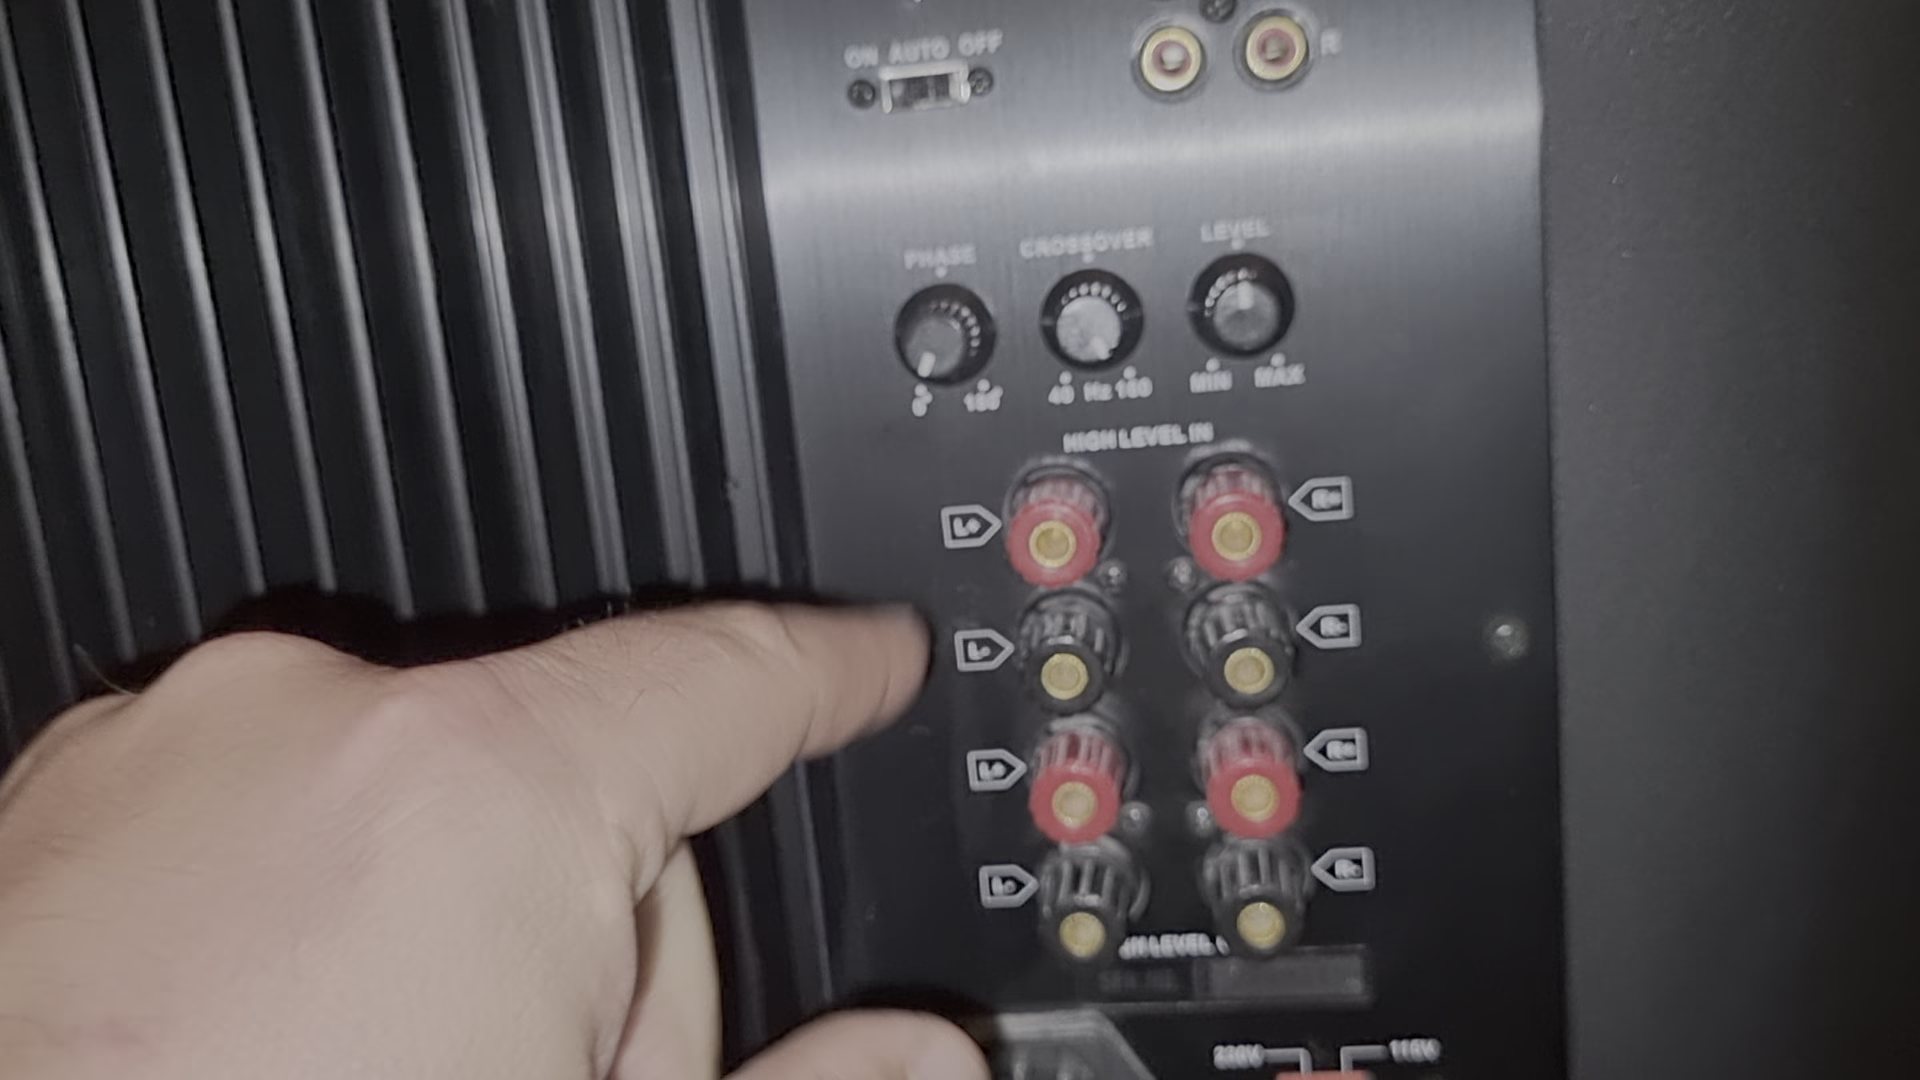 ON AUTO OFF
R
PHASE CROSSOVER LEVEL
0° 180° 40 Hz 160 MIN MAX
HIGH LEVEL IN
L+ R+
L- R-
L+ R+
R-
230V 115V